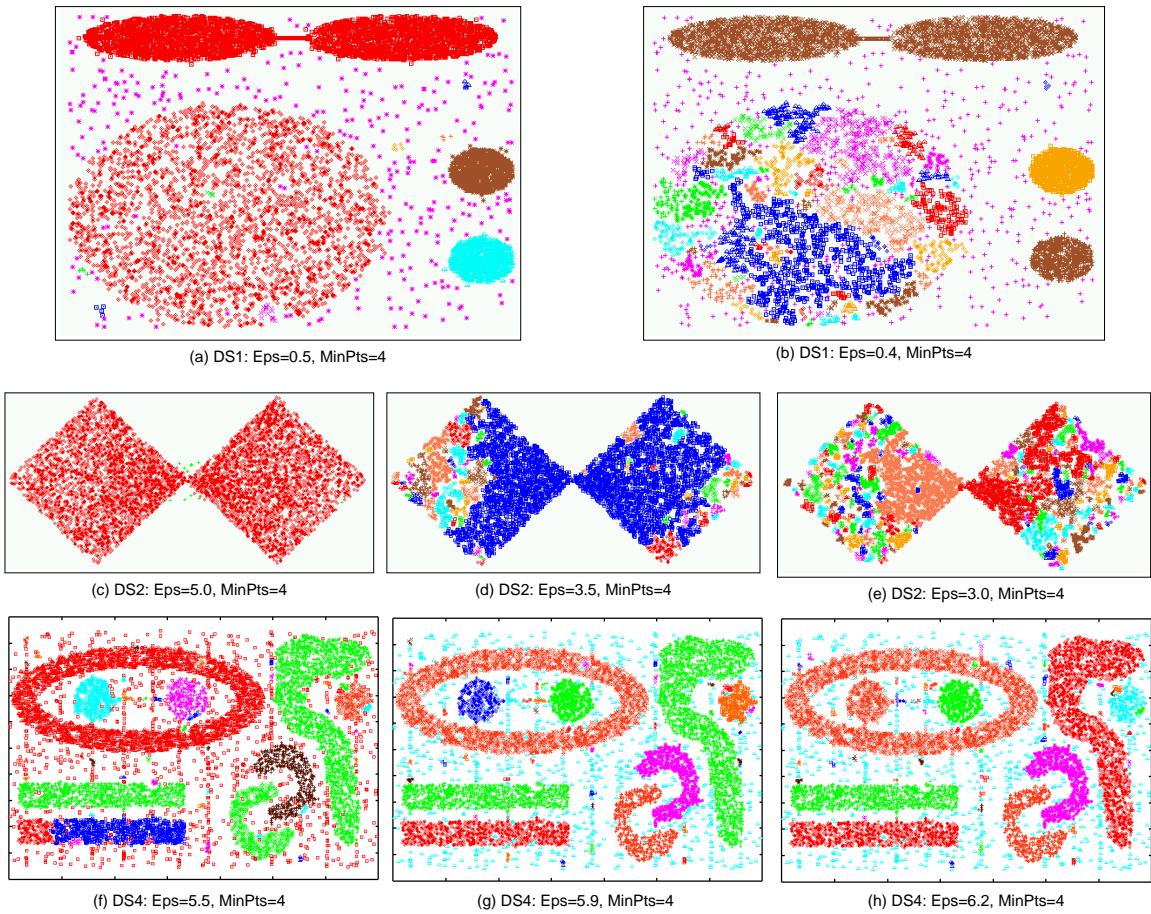 (a) DS1: Eps=0.5, MinPts=4
(b) DS1: Eps=0.4, MinPts=4
(c) DS2: Eps=5.0, MinPts=4
(d) DS2: Eps=3.5, MinPts=4
(e) DS2: Eps=3.0, MinPts=4
(f) DS4: Eps=5.5, MinPts=4
(g) DS4: Eps=5.9, MinPts=4
(h) DS4: Eps=6.2, MinPts=4